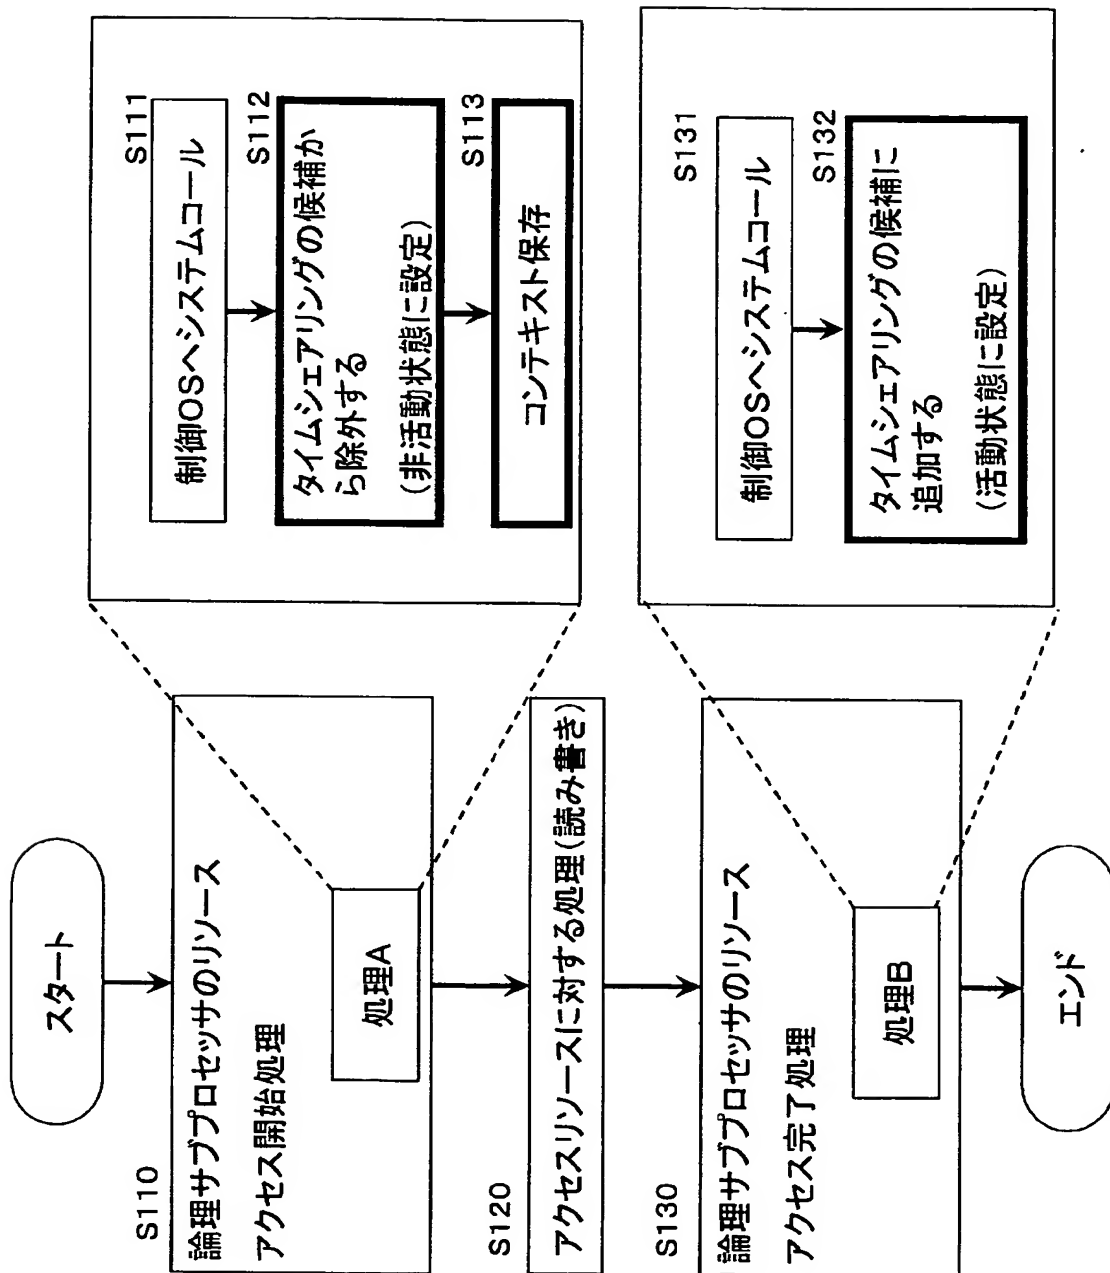 スタート
S110
論理サブプロセッサのリソース
アクセス開始処理
処理A
S120
アクセスリソースに対する処理(読み書き)
S130
論理サブプロセッサのリソース
アクセス完了処理
処理B
エンド
S111
制御OSへシステムコール
S112
タイムシェアリングの候補か
ら除外する
(非活動状態に設定)
S113
コンテキスト保存
S131
制御OSへシステムコール
S132
タイムシェアリングの候補に
追加する
(活動状態に設定)